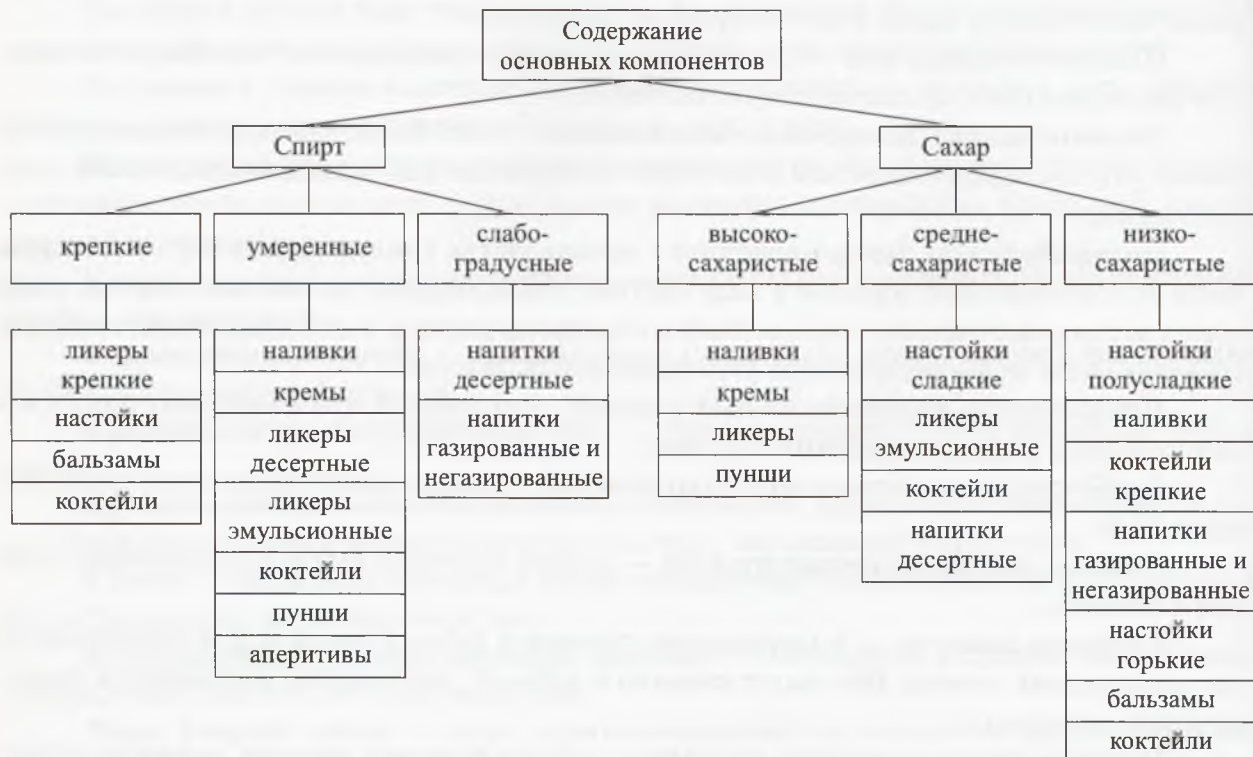 Содержание
основных компонентов
Спирт
Сахар
крепкие
умеренные
слабо-
градусные
высоко-
сахаристые
средне-
сахаристые
низко-
сахаристые
ликеры
крепкие
настойки
бальзамы
коктейли
наливки
кремы
ликеры
десертные
ликеры
эмульсионные
коктейли
пунши
аперитивы
напитки
десертные
напитки
газированные и
негазированные
наливки
кремы
ликеры
пунши
настойки
сладкие
ликеры
эмульсионные
коктейли
напитки
десертные
настойки
полусладкие
наливки
коктейли
крепкие
напитки
газированные и
негазированные
настойки
горькие
бальзамы
коктейли